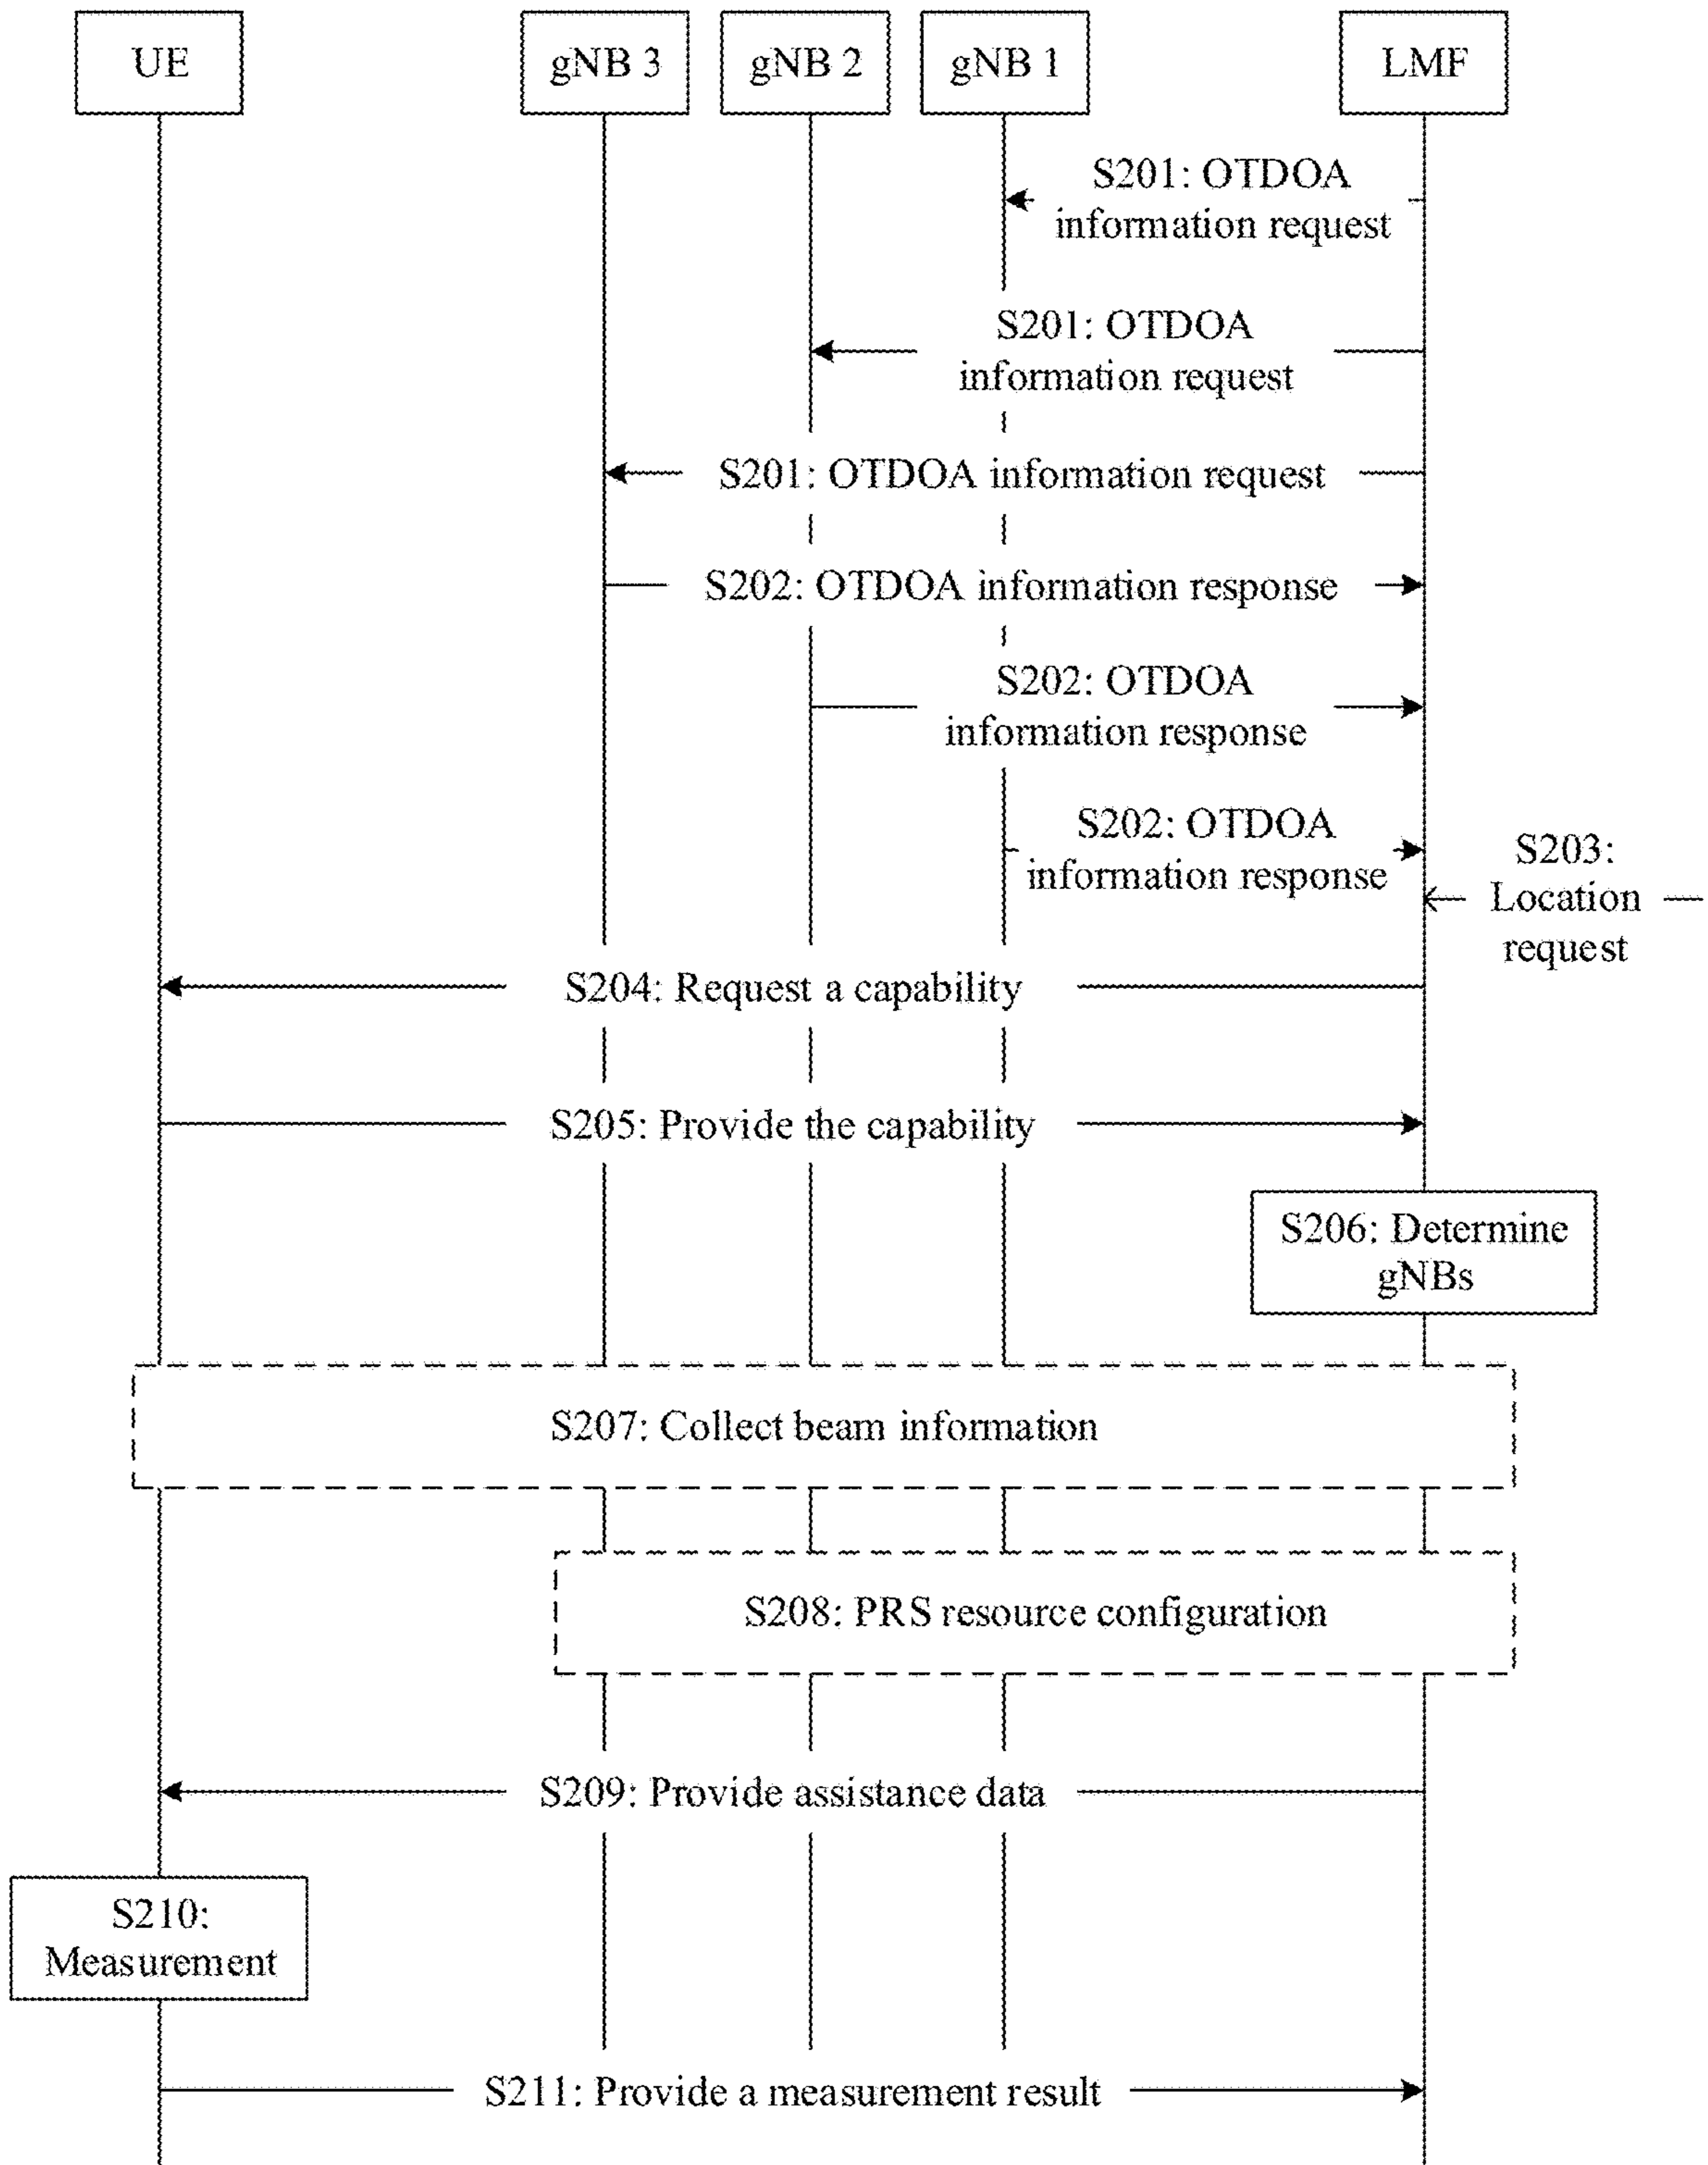 UE
gNB 3
gNB 2
gNB 1
LMF
S201: OTDOA
information request
S201: OTDOA
information request
S201: OTDOA information request
S202: OTDOA information response
S202: OTDOA
information response
S202: OTDOA
information response
S203:
Location
request
S204: Request a capability
S205: Provide the capability
S206: Determine
gNBs
S207: Collect beam information
S208: PRS resource configuration
S209: Provide assistance data
S210:
Measurement
S211: Provide a measurement result